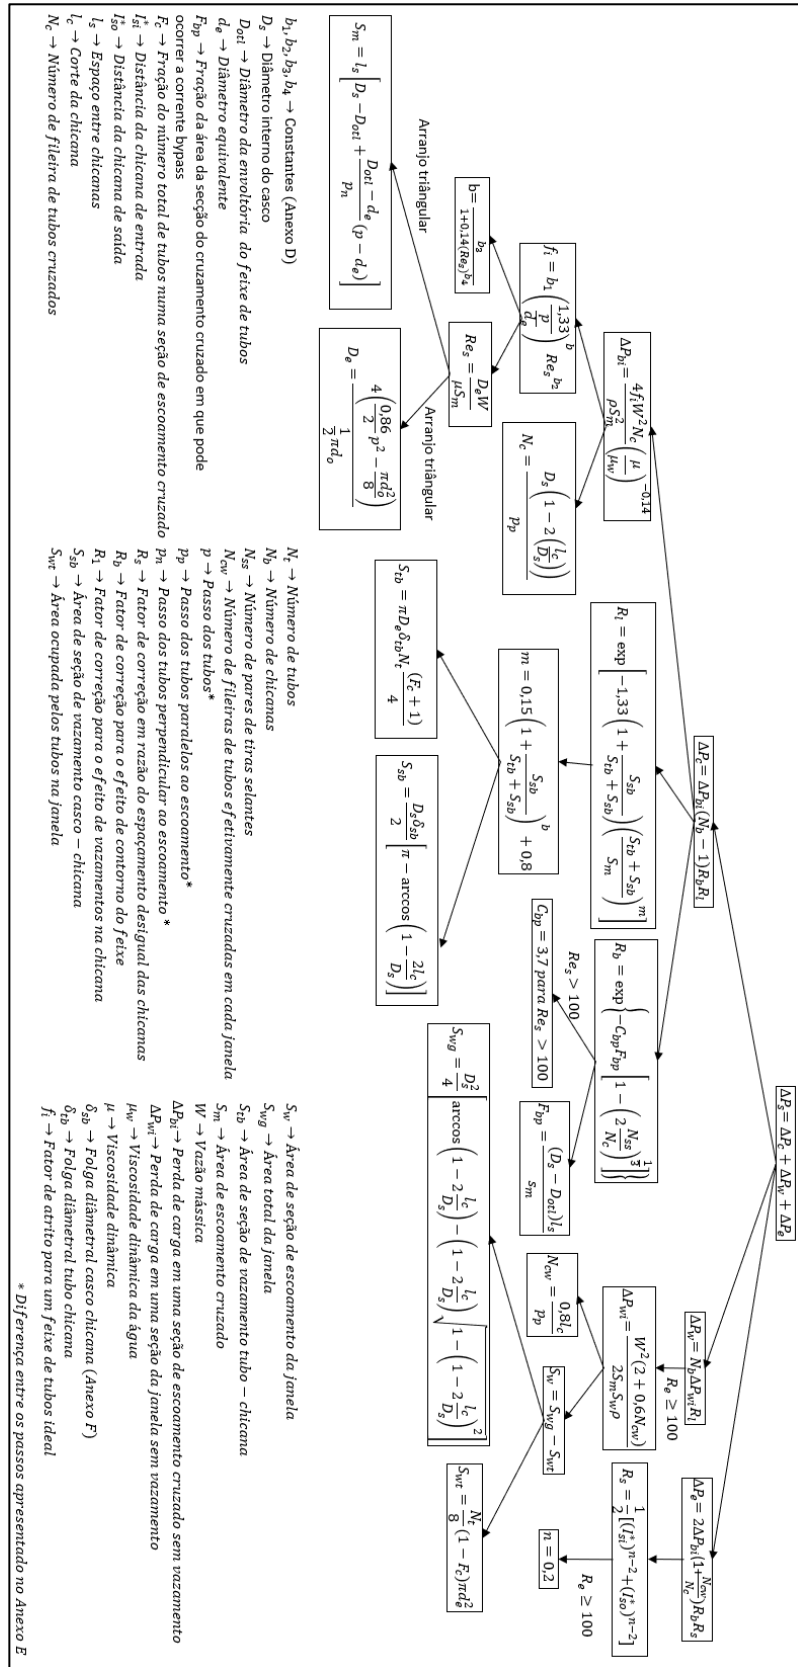 ΔP_s = ΔP_c + ΔP_w + ΔP_e
ΔP_c = ΔP_bi(N_b − 1)R_bR_l
ΔP_w = N_bΔP_wiR_l
ΔP_e = 2ΔP_bi(1 + N_cw/N_c)R_bR_s
R_e ≥ 100
R_e ≥ 100
ΔP_bi = (4f_iW²N_c / ρS_m²)(μ/μ_w)^−0,14
R_l = exp[−1,33(1 + S_sb/(S_tb + S_sb))((S_tb + S_sb)/S_m)^m]
R_b = exp{−C_bpF_bp[1 − (2 N_ss/N_c)^(1/3)]}
ΔP_wi = W²(2 + 0,6N_cw) / 2S_mS_wρ
R_s = 1/2[(l*_si)^(n−2) + (l*_so)^(n−2)]
f_i = b_1(1,33/(p/d_e))^b Re_s^b_2
N_c = D_s(1 − 2(l_c/D_s)) / p_p
m = 0,15(1 + S_sb/(S_tb + S_sb))^b + 0,8
Re_s > 100
C_bp = 3,7 para Re_s > 100
F_bp = (D_s − D_otl)l_s / s_m
N_cw = 0,8l_c/p_p
S_w = S_wg − S_wt
n = 0,2
b = b_3 / (1+0,14(Re_s)^b_4)
Re_s = D_eW / μS_m
S_tb = πD_eδ_tbN_t (F_c + 1)/4
S_sb = D_sδ_sb/2 [π − arccos(1 − 2l_c/D_s)]
S_wg = D_s²/4 [arccos(1 − 2 l_c/D_s) − (1 − 2 l_c/D_s)√(1 − (1 − 2 l_c/D_s)²)]
S_wt = N_t/8 (1 − F_c)πd_e²
Arranjo triângular
Arranjo triângular
S_m = l_s[D_s − D_otl + (D_otl − d_e)/p_n (p − d_e)]
D_e = 4(0,86/2 p² − πd_o²/8) / (1/2 πd_o)
b_1, b_2, b_3, b_4 → Constantes (Anexo D)
D_s → Diâmetro interno do casco
D_otl → Diâmetro da envoltória do feixe de tubos
d_e → Diâmetro equivalente
F_bp → Fração da área da secção do cruzamento cruzado em que pode
ocorrer a corrente bypass
F_c → Fração do número total de tubos numa seção de escoamento cruzado
l*_si → Distância da chicana de entrada
l*_so → Distância da chicana de saída
l_s → Espaço entre chicanas
l_c → Corte da chicana
N_c → Número de fileira de tubos cruzados
N_t → Número de tubos
N_b → Número de chicanas
N_ss → Número de pares de tiras selantes
N_cw → Número de fileiras de tubos efetivamente cruzadas em cada janela
p → Passo dos tubos*
p_p → Passo dos tubos paralelos ao escoamento*
p_n → Passo dos tubos perpendicular ao escoamento *
R_s → Fator de correção em razão do espaçamento desigual das chicanas
R_b → Fator de correção para o efeito de contorno do feixe
R_1 → Fator de correção para o efeito de vazamentos na chicana
S_sb → Área de seção de vazamento casco − chicana
S_wt → Área ocupada pelos tubos na janela
S_w → Área de seção de escoamento da janela
S_wg → Área total da janela
S_tb → Área de seção de vazamento tubo − chicana
S_m → Área de escoamento cruzado
W → Vazão mássica
ΔP_bi → Perda de carga em uma seção de escoamento cruzado sem vazamento
ΔP_wi → Perda de carga em uma seção da janela sem vazamento
μ_w → Viscosidade dinâmica da água
μ → Viscosidade dinâmica
δ_sb → Folga diâmetral casco chicana (Anexo F)
δ_tb → Folga diâmetral tubo chicana
f_i → Fator de atrito para um feixe de tubos ideal
* Diferença entre os passos apresentado no Anexo E